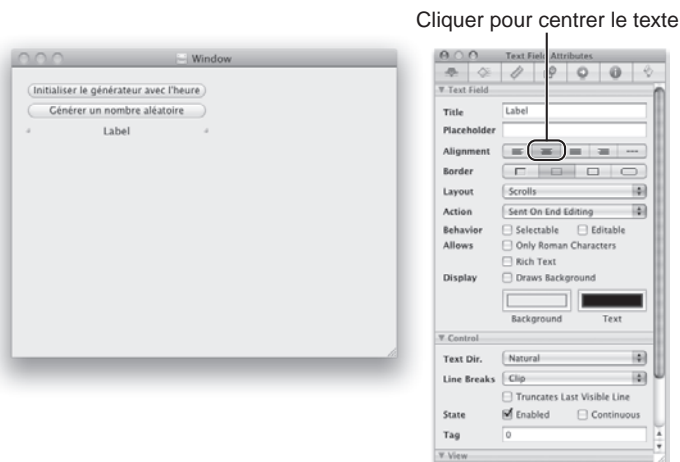 Cliquer pour centrer le texte
Window
Initialiser le générateur avec l'heure
Générer un nombre aléatoire
Label
Text Field Attributes
Text Field
Title Label
Placeholder
Alignment
Border
Layout Scrolls
Action Sent On End Editing
Behavior Selectable Editable
Allows Only Roman Characters
Rich Text
Display Draws Background
Background Text
Control
Text Dir. Natural
Line Breaks Clip
Truncates Last Visible Line
State Enabled Continuous
Tag 0
View